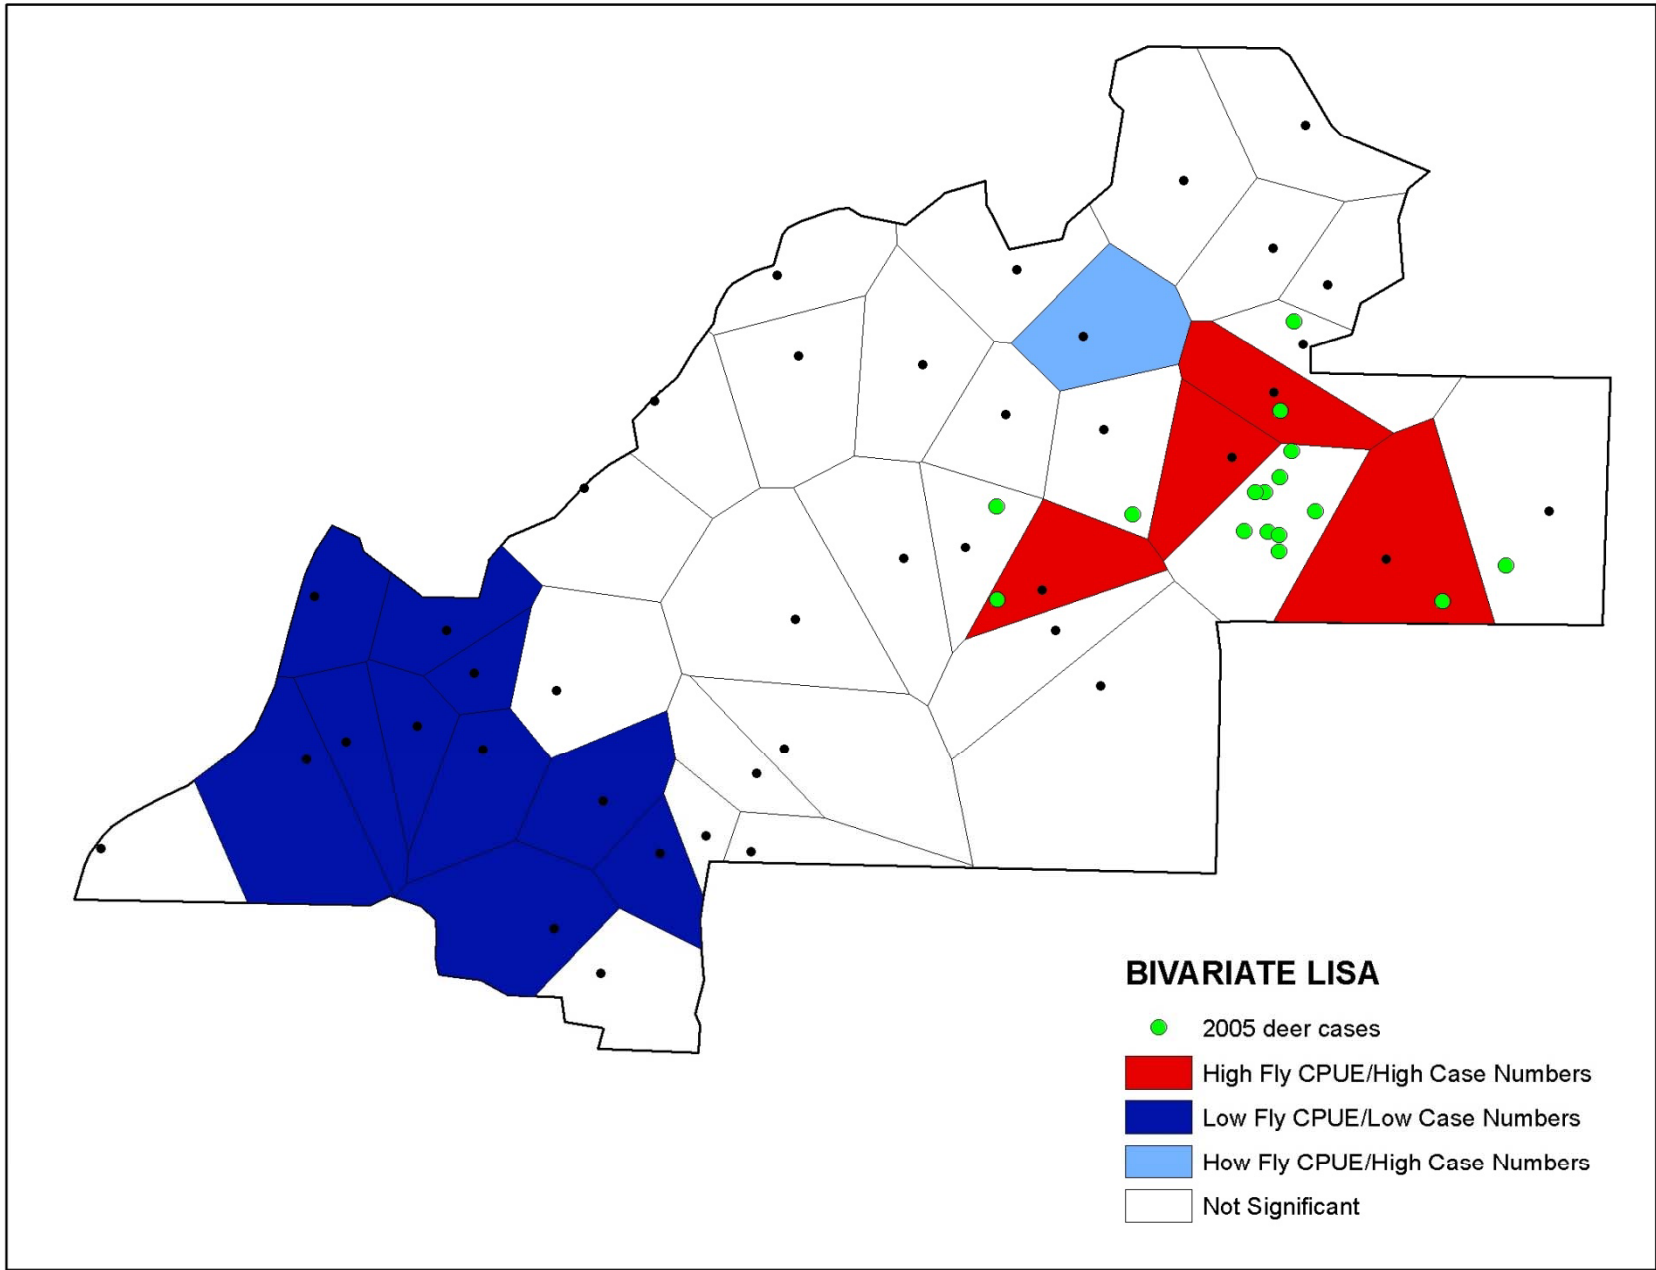 BIVARIATE LISA
2005 deer cases
High Fly CPUE/High Case Numbers
Low Fly CPUE/Low Case Numbers
How Fly CPUE/High Case Numbers
Not Significant